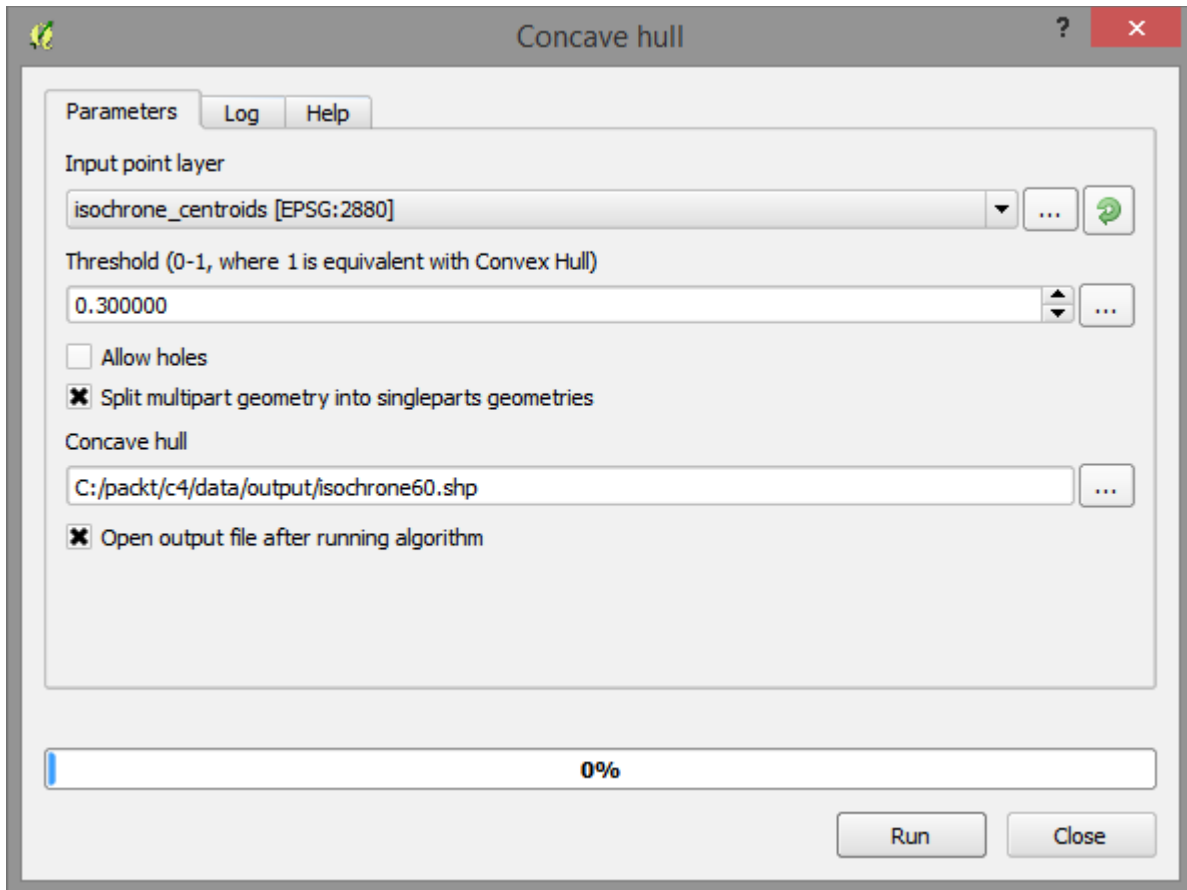 Concave hull
?
Parameters Log Help
Input point layer
isochrone_centroids [EPSG:2880]
...
Threshold (0-1, where 1 is equivalent with Convex Hull)
0.300000
...
Allow holes
Split multipart geometry into singleparts geometries
Concave hull
C:/packt/c4/data/output/isochrone60.shp
...
Open output file after running algorithm
0%
Run Close